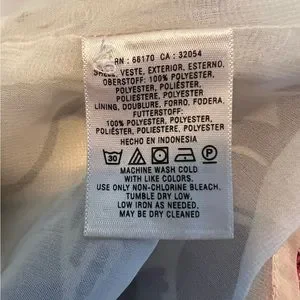 RN : 66170 CA : 32054
SHELL, VESTE, EXTERIOR, ESTERNO,
OBERSTOFF: 100% POLYESTER,
POLYESTER, POLIÉSTER,
POLIESTERE, POLYESTER
LINING, DOUBLURE, FORRO, FODERA,
FUTTERSTOFF:
100% POLYESTER, POLYESTER,
POLIÉSTER, POLIESTERE, POLYESTER
HECHO EN INDONESIA
30 P
MACHINE WASH COLD
WITH LIKE COLORS.
USE ONLY NON-CHLORINE BLEACH.
TUMBLE DRY LOW,
LOW IRON AS NEEDED.
MAY BE DRY CLEANED